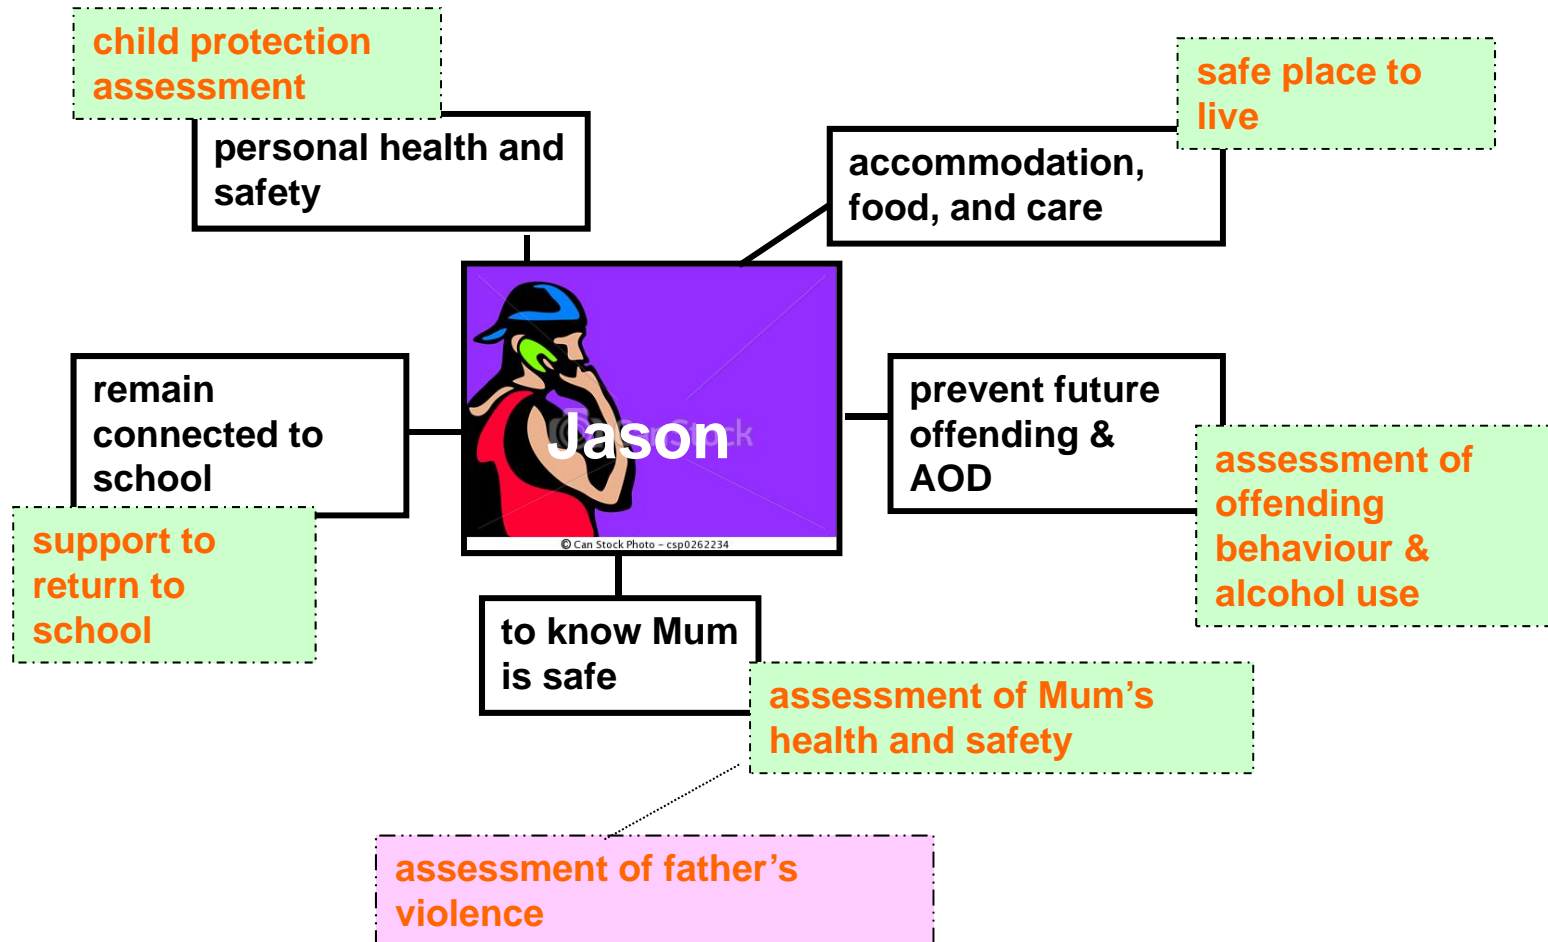 child protection
assessment
personal health and
safety
safe place to
live
accommodation,
food, and care
remain
connected to
school
support to
return to
school
Jason
CanStock
© Can Stock Photo - csp0262234
prevent future
offending &
AOD
assessment of
offending
behaviour &
alcohol use
to know Mum
is safe
assessment of Mum’s
health and safety
assessment of father’s
violence